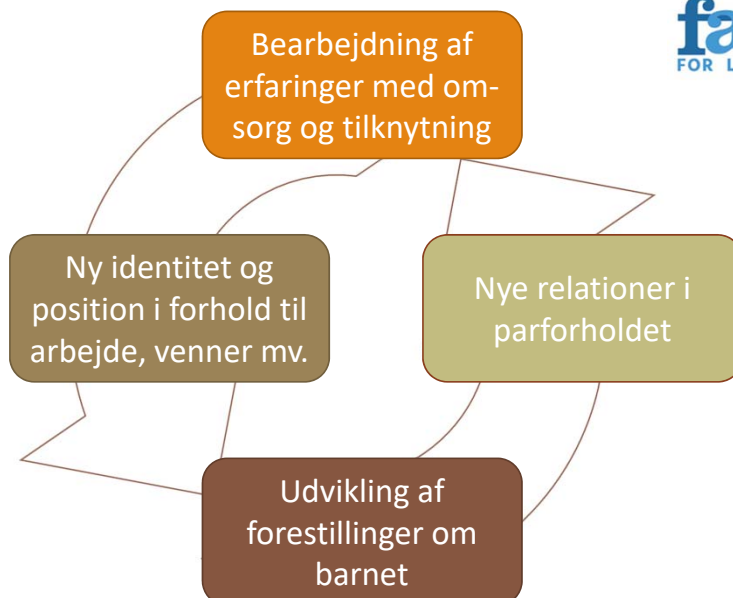 Bearbejdning af
erfaringer med om-
sorg og tilknytning
fa
FOR L
Ny identitet og
position i forhold til
arbejde, venner mv.
Nye relationer i
parforholdet
Udvikling af
forestillinger om
barnet